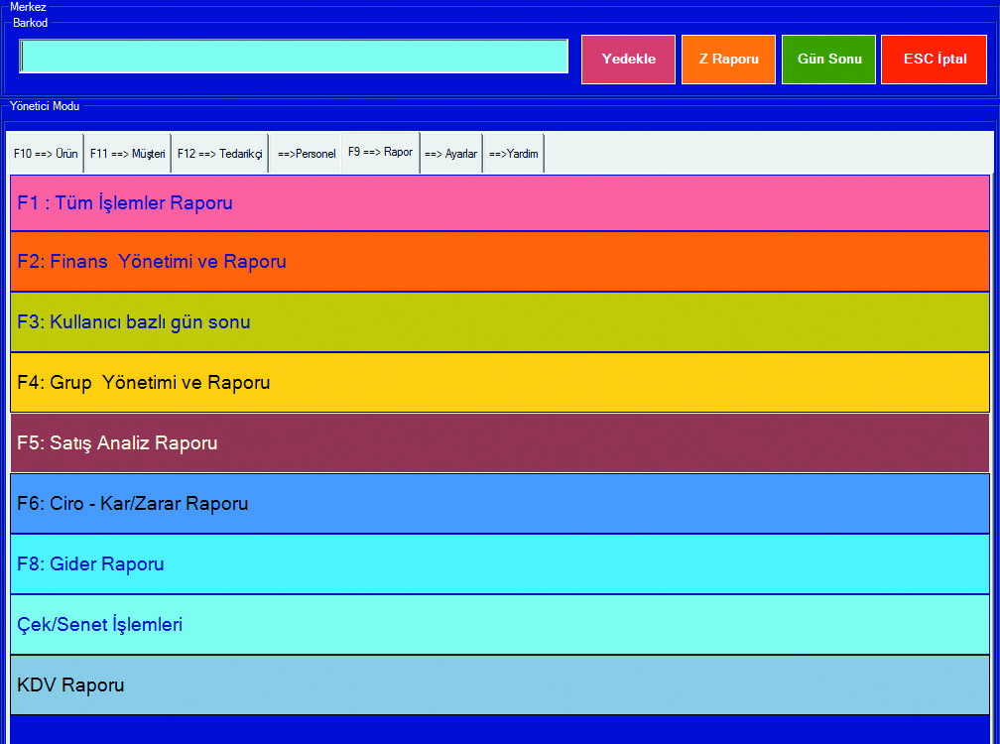 Merkez
Barkod
Yedekle
Z Raporu
Gün Sonu
ESC İptal
Yönetici Modu
F10 ==> Ürün
F11 ==> Müşteri
F12 ==> Tedarikçi
==>Personel
F9 ==> Rapor
==> Ayarlar
==>Yardim
F1 : Tüm İşlemler Raporu
F2: Finans  Yönetimi ve Raporu
F3: Kullanıcı bazlı gün sonu
F4: Grup  Yönetimi ve Raporu
F5: Satış Analiz Raporu
F6: Ciro - Kar/Zarar Raporu
F8: Gider Raporu
Çek/Senet İşlemleri
KDV Raporu